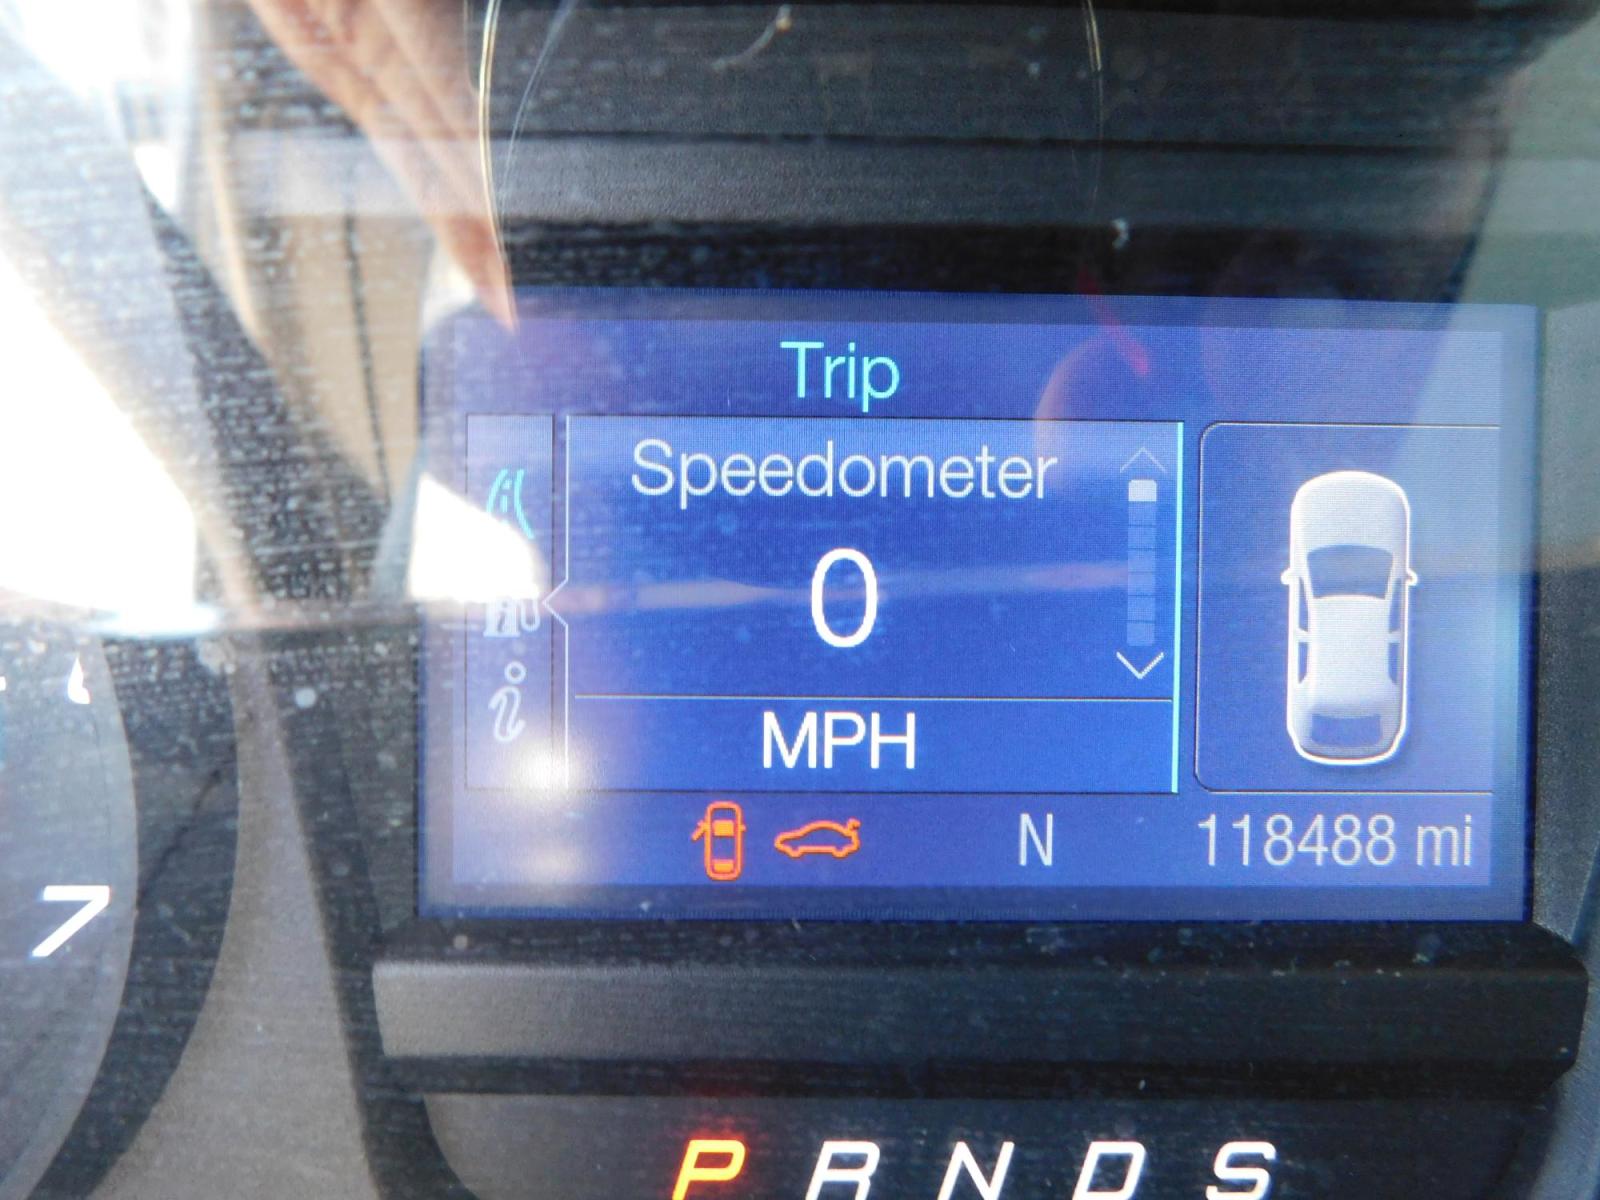 Trip
Speedometer
0
MPH
N 118488 mi
7
P R N D S